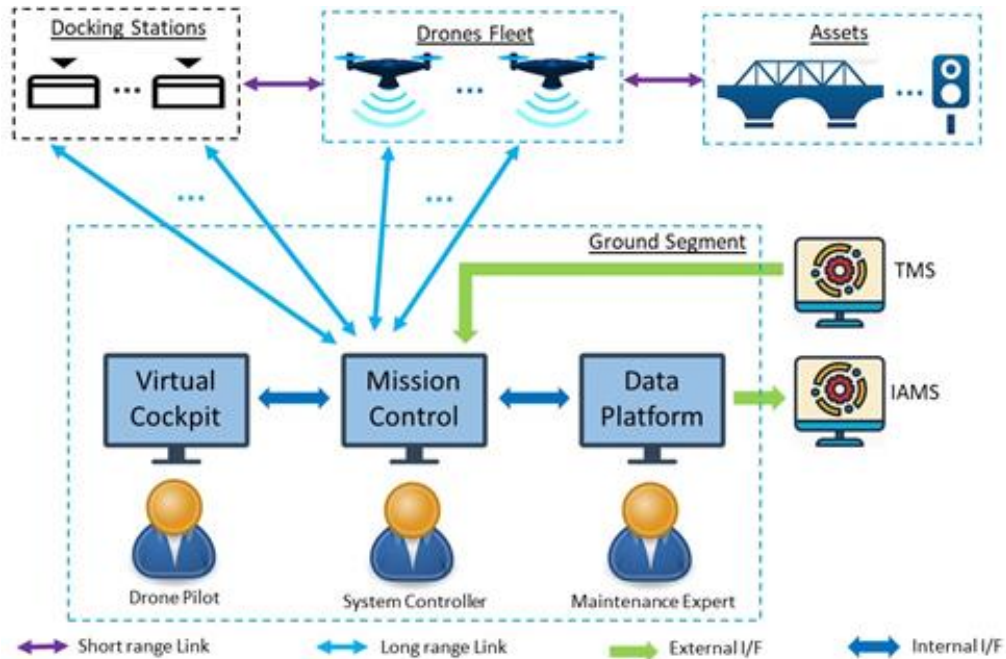 Docking Stations
Drones Fleet
Assets
...
...
...
...
...
Ground Segment
TMS
Virtual
Cockpit
Mission
Control
Data
Platform
IAMS
Drone Pilot
System Controller
Maintenance Expert
Short range Link
Long range Link
External I/F
Internal I/F